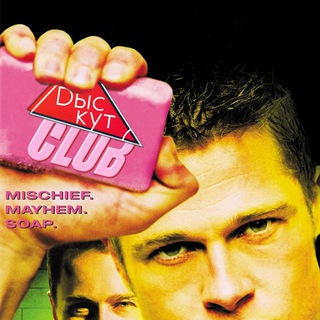 Dыс
кут
CLUB
MISCHIEF.
MAYHEM.
SOAP.